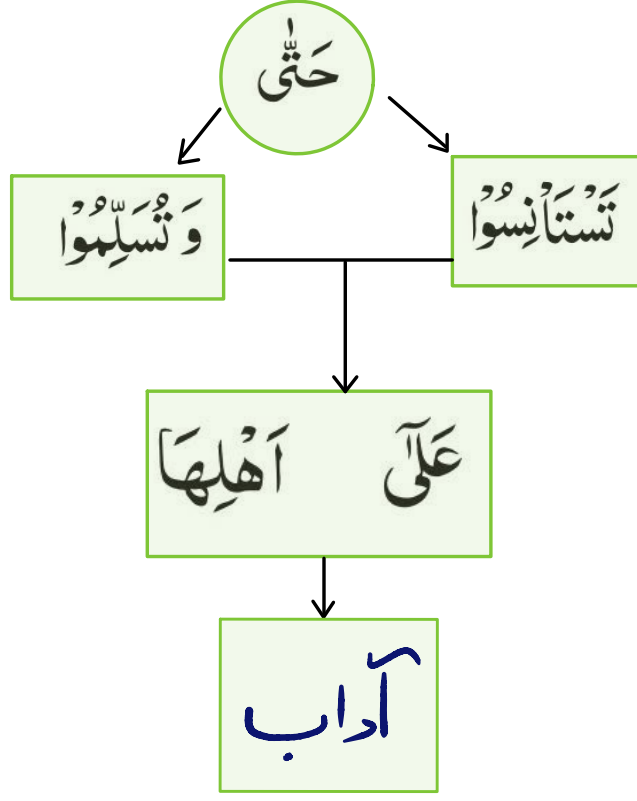 حَتّٰى
تَسْتَاْنِسُوْا
وَ تُسَلِّمُوْا
عَلٰۤى اَهْلِهَا
آداب